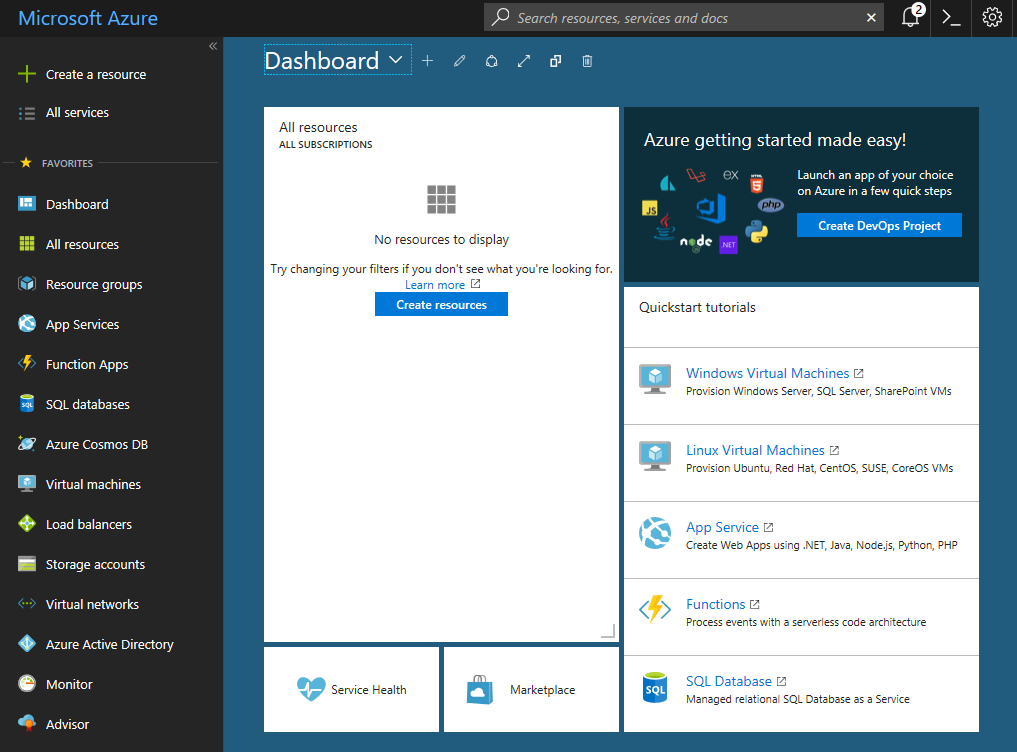 Microsoft Azure
Search resources, services and docs
2
Create a resource
All services
FAVORITES
Dashboard
All resources
Resource groups
App Services
Function Apps
SQL databases
Azure Cosmos DB
Virtual machines
Load balancers
Storage accounts
Virtual networks
Azure Active Directory
Monitor
Advisor
Dashboard
All resources
ALL SUBSCRIPTIONS
No resources to display
Try changing your filters if you don't see what you're looking for.
Learn more
Create resources
Service Health
Marketplace
Azure getting started made easy!
Launch an app of your choice
on Azure in a few quick steps
Create DevOps Project
EX
HTML
5
JS
php
node
.NET
Quickstart tutorials
Windows Virtual Machines
Provision Windows Server, SQL Server, SharePoint VMs
Linux Virtual Machines
Provision Ubuntu, Red Hat, CentOS, SUSE, CoreOS VMs
App Service
Create Web Apps using .NET, Java, Node.js, Python, PHP
Functions
Process events with a serverless code architecture
SQL
SQL Database
Managed relational SQL Database as a Service